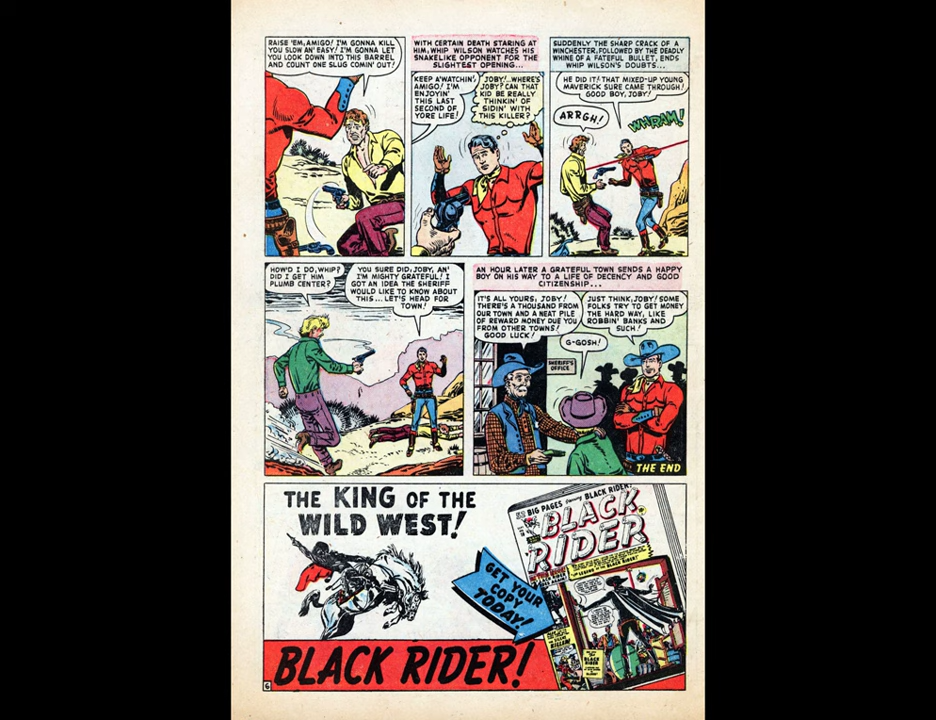 RAISE 'EM, AMIGO! I'M GONNA KILL
YOU SLOW AN' EASY! I'M GONNA LET
YOU LOOK DOWN INTO THIS BARREL
AND COUNT ONE SLUG COMIN' OUT!
WITH CERTAIN DEATH STARING AT
HIM, WHIP WILSON WATCHES HIS
SNAKELIKE OPPONENT FOR THE
SLIGHTEST OPENING...
KEEP A'WATCHIN',
AMIGO! I'M
ENJOYIN'
THIS LAST
SECOND OF
YORE LIFE!
JOBY!...WHERE'S
JOBY? CAN THAT
KID BE REALLY
THINKIN' OF
SIDIN' WITH
THIS KILLER?
SUDDENLY THE SHARP CRACK OF A
WINCHESTER, FOLLOWED BY THE DEADLY
WHINE OF A FATEFUL BULLET, ENDS
WHIP WILSON'S DOUBTS...
HE DID IT! THAT MIXED-UP YOUNG
MAVERICK SURE CAME THROUGH!
GOOD BOY, JOBY!
ARRGH!
WHRAM!
HOW'D I DO, WHIP?
DID I GET HIM
PLUMB CENTER?
YOU SURE DID, JOBY, AN'
I'M MIGHTY GRATEFUL! I
GOT AN IDEA THE SHERIFF
WOULD LIKE TO KNOW ABOUT
THIS... LET'S HEAD FOR
TOWN!
AN HOUR LATER A GRATEFUL TOWN SENDS A HAPPY
BOY ON HIS WAY TO A LIFE OF DECENCY AND GOOD
CITIZENSHIP...
IT'S ALL YOURS, JOBY!
THERE'S A THOUSAND FROM
OUR TOWN AND A NEAT PILE
OF REWARD MONEY DUE YOU
FROM OTHER TOWNS!
GOOD LUCK!
G-GOSH!
JUST THINK, JOBY! SOME
FOLKS TRY TO GET MONEY
THE HARD WAY, LIKE
ROBBIN' BANKS AND
SUCH!
SHERIFF'S
OFFICE
THE END
THE KING OF THE
WILD WEST!
GET YOUR
COPY
TODAY!
BIG PAGES featuring BLACK RIDER!
BLACK
RIDER
BLACK RIDER!
6